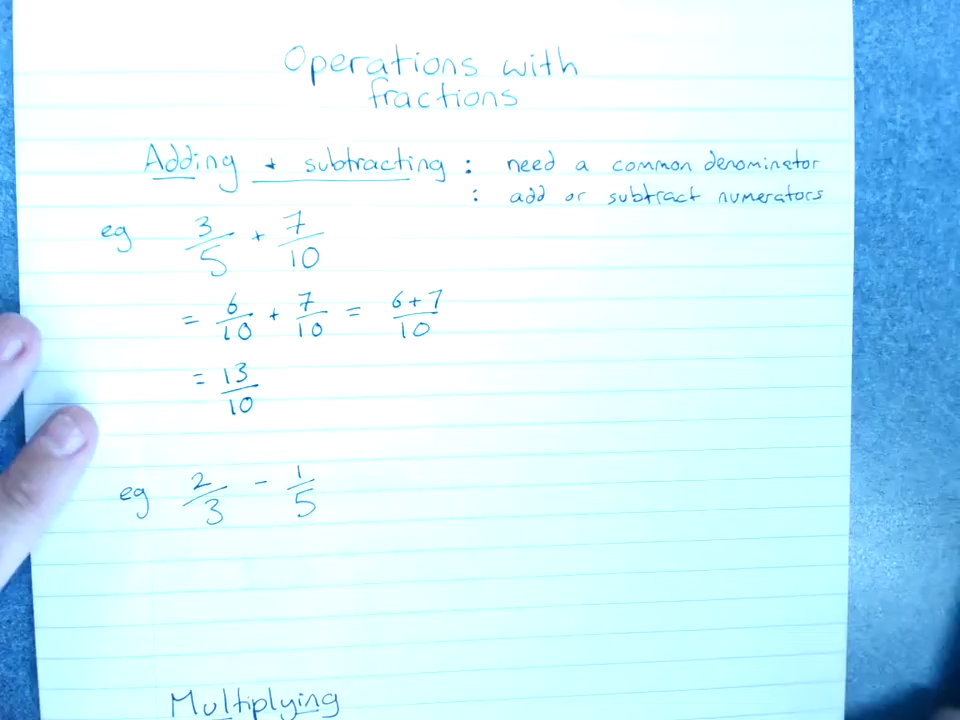 Operations with
fractions
Adding + subtracting : need a common denominator
: add or subtract numerators
eg 3/5 + 7/10
= 6/10 + 7/10 = 6+7/10
= 13/10
eg 2/3 - 1/5
Multiplying